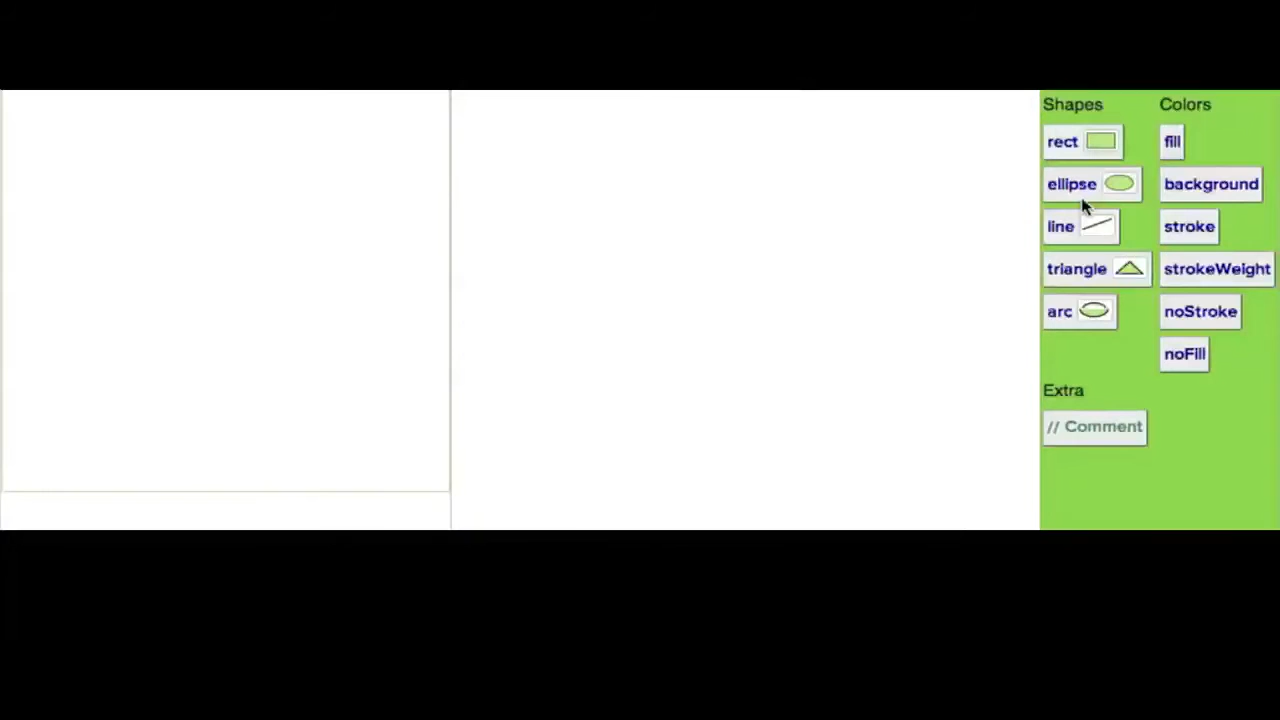 Shapes
Colors
rect
fill
ellipse
background
line
stroke
triangle
strokeWeight
arc
noStroke
noFill
Extra
// Comment